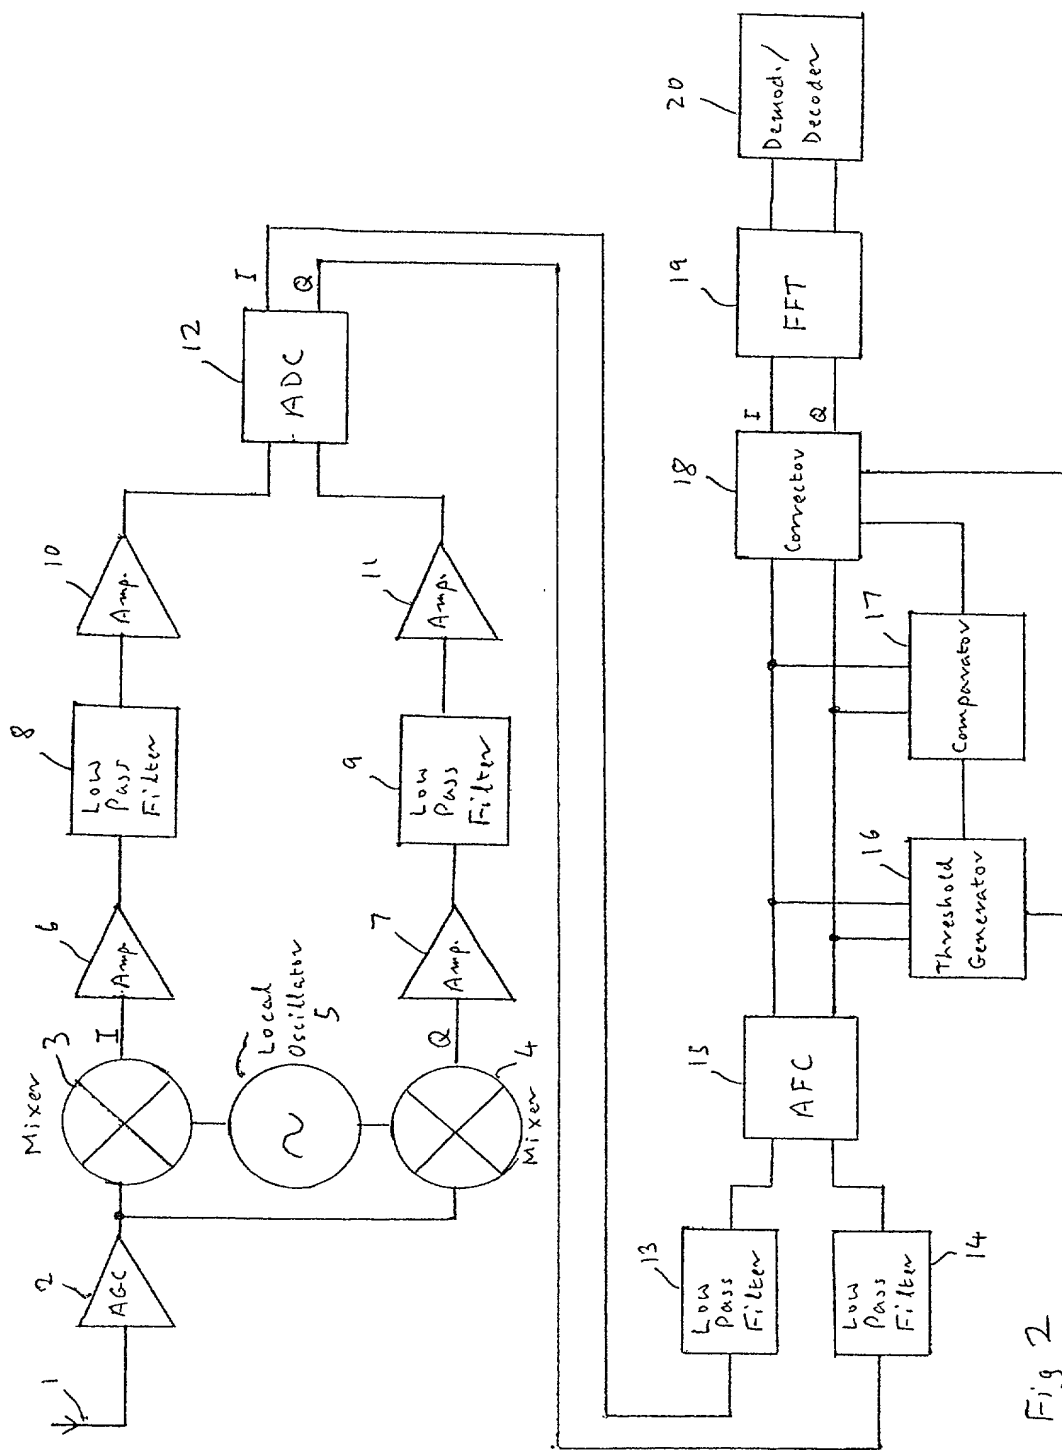 1
2
AGC
Mixer
3
I
6
Amp.
8
Low
Pass
Filter
10
Amp.
12
ADC
I
Q
Local
Oscillator
5
Mixer
4
Q
7
Amp.
9
Low
Pass
Filter
11
Amp.
13
Low
Pass
Filter
14
Low
Pass
Filter
15
AFC
16
Threshold
Generator
17
Comparator
18
Corrector
I
Q
19
FFT
20
Demod./
Decoder
Fig 2